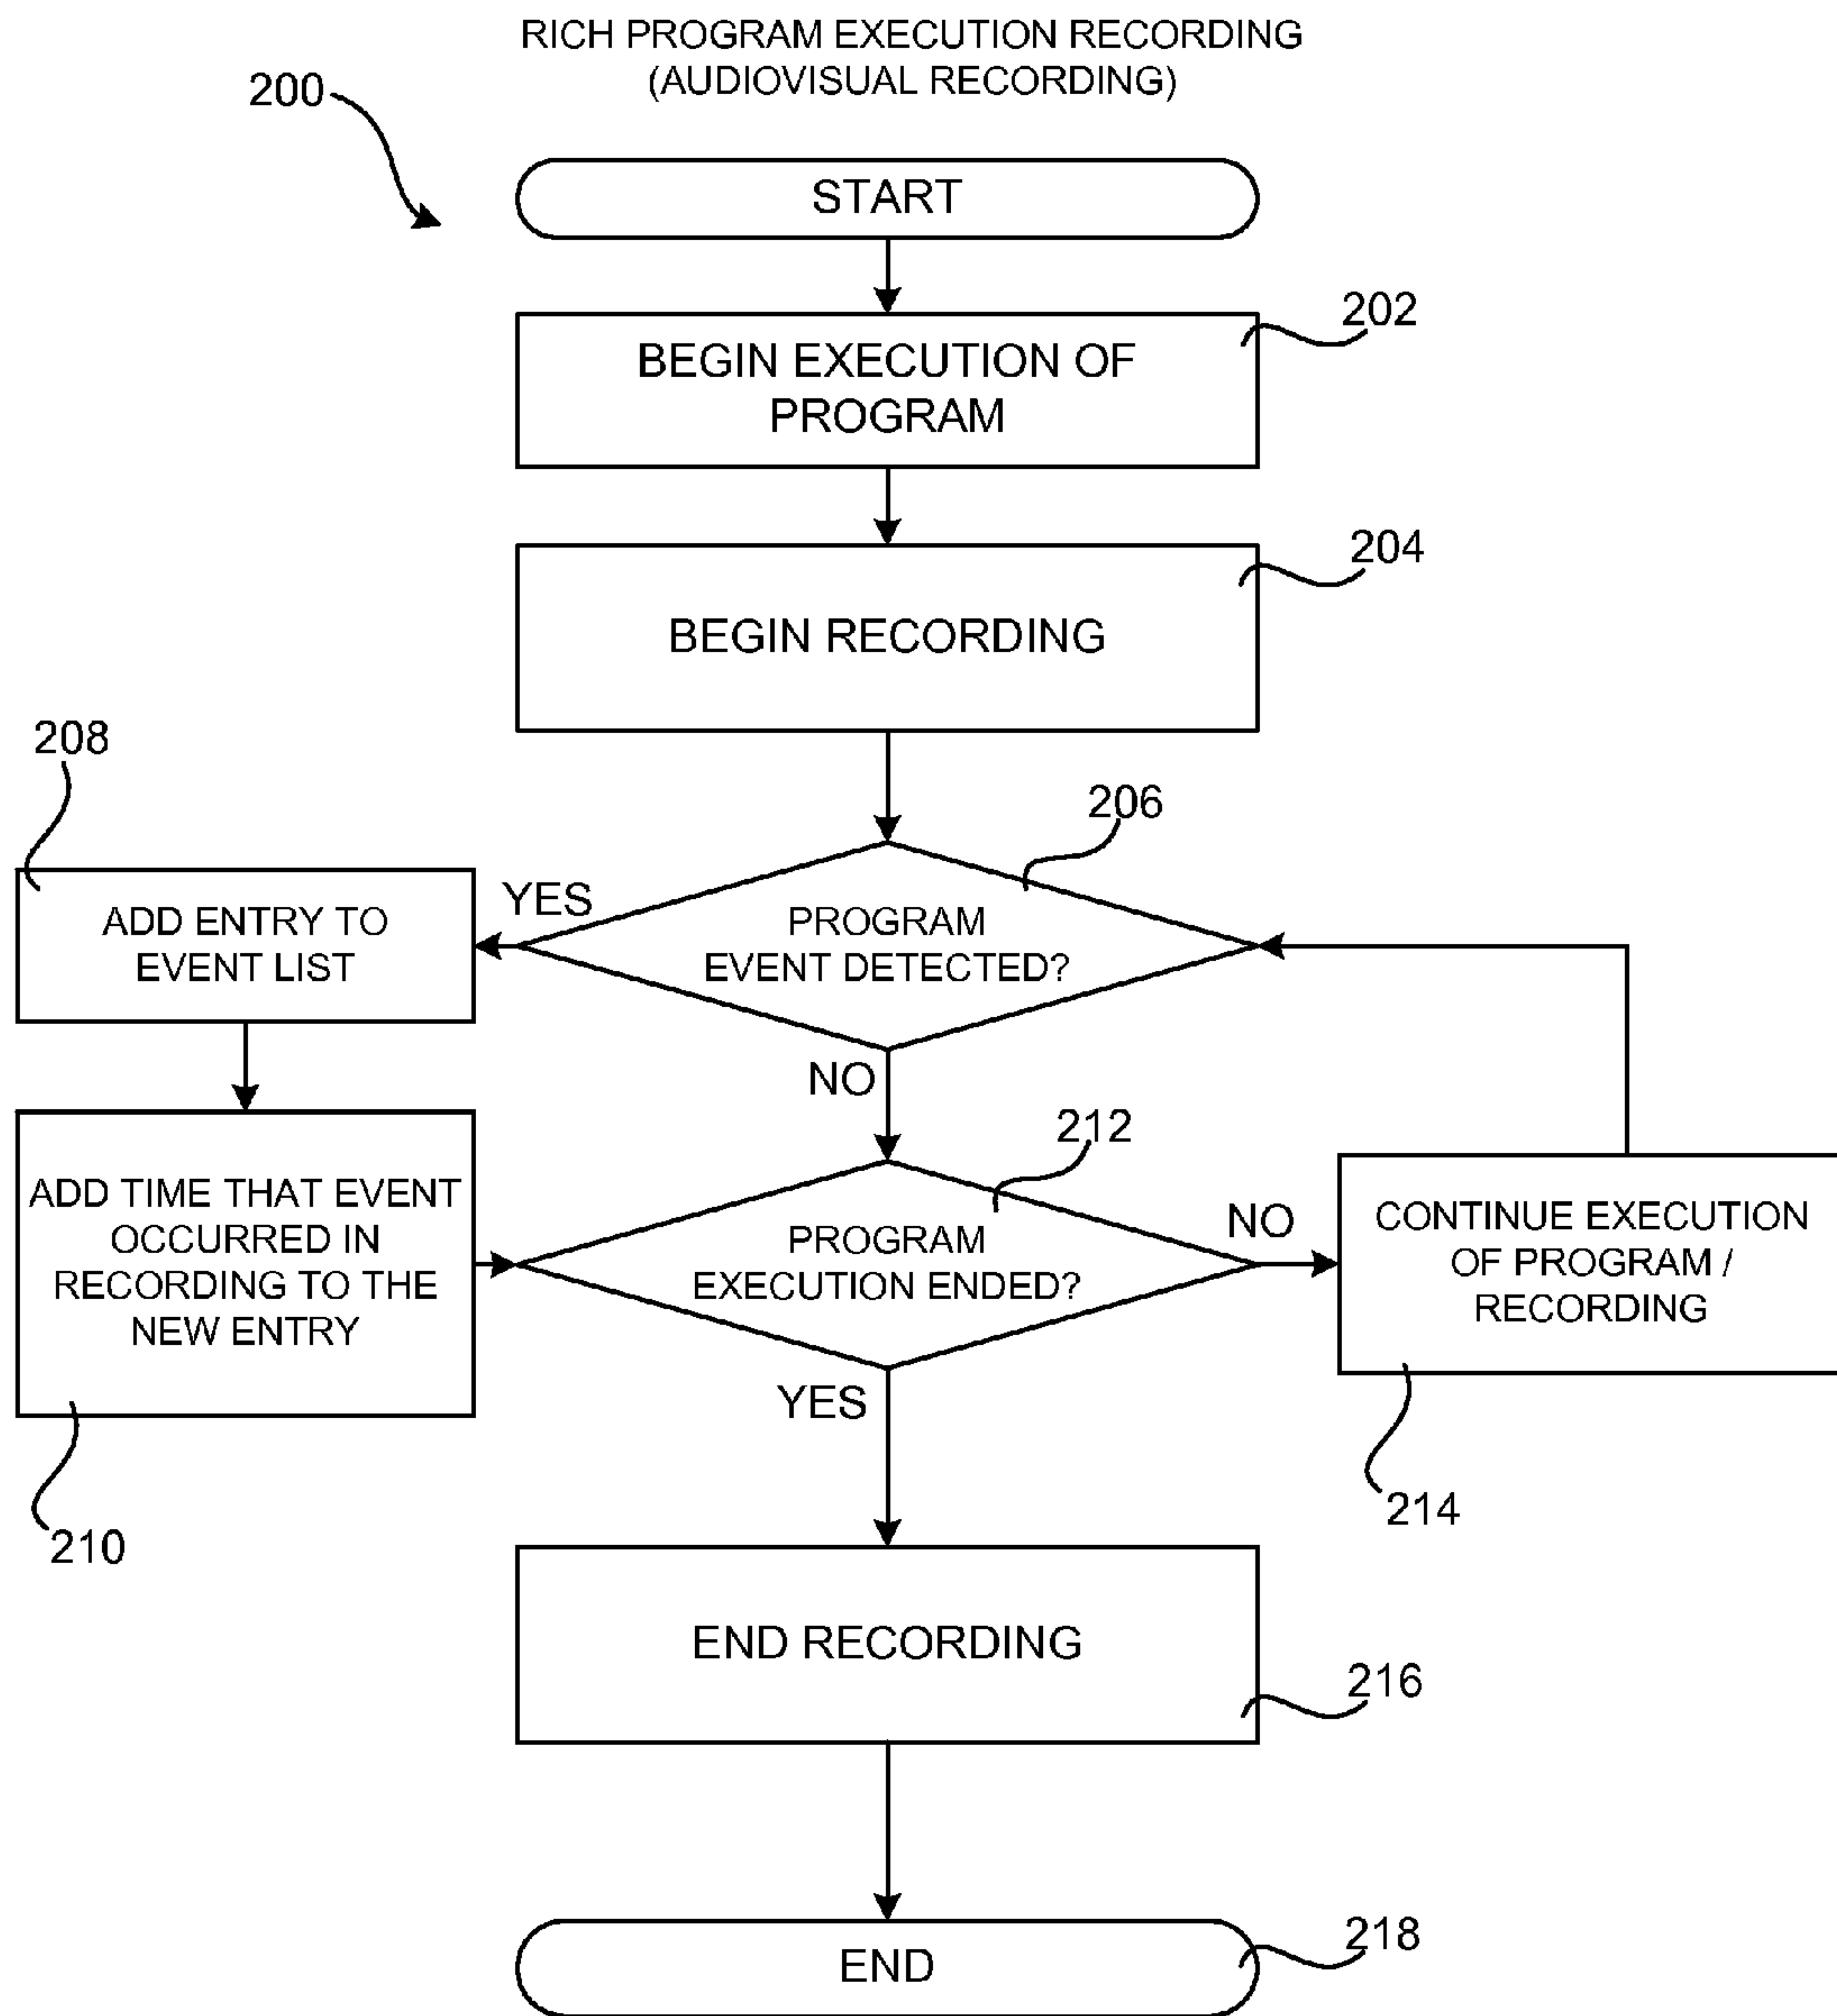 RICH PROGRAM EXECUTION RECORDING
(AUDIOVISUAL RECORDING)
200
START
202
BEGIN EXECUTION OF
PROGRAM
204
BEGIN RECORDING
208
206
ADD ENTRY TO
EVENT LIST
YES
PROGRAM
EVENT DETECTED?
NO
212
ADD TIME THAT EVENT
OCCURRED IN
RECORDING TO THE
NEW ENTRY
PROGRAM
EXECUTION ENDED?
NO
CONTINUE EXECUTION
OF PROGRAM /
RECORDING
YES
210
214
END RECORDING
216
END
218